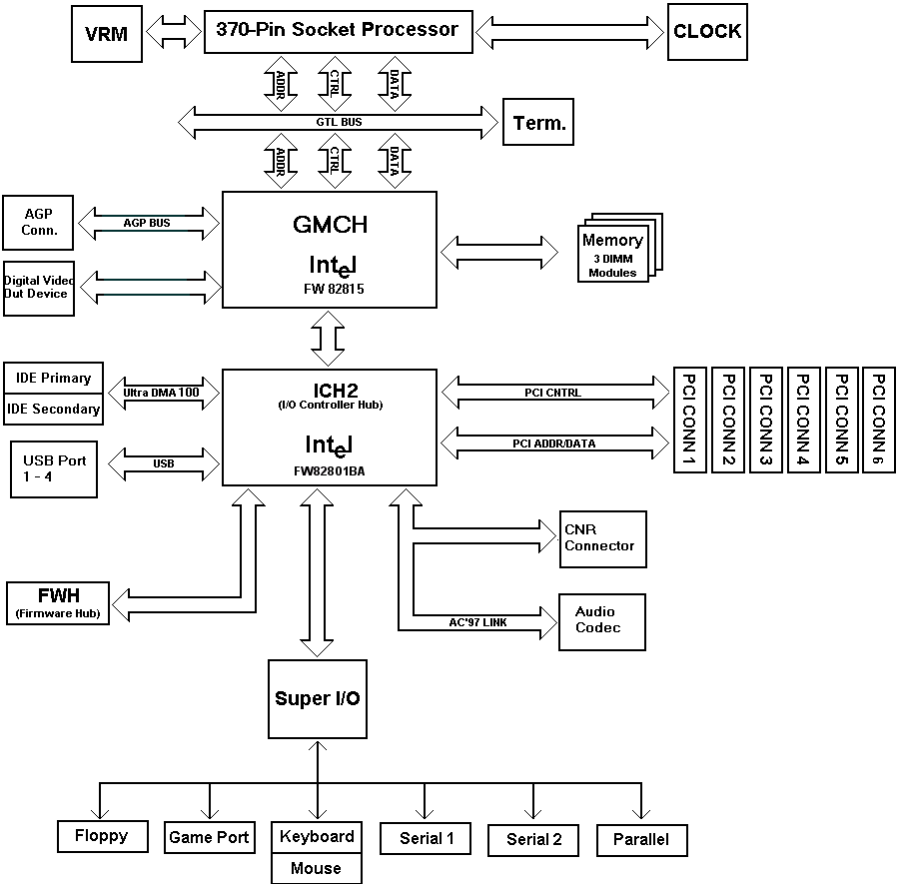 VRM
370-Pin Socket Processor
CLOCK
ADDR
CTRL
DATA
GTL BUS
Term.
ADDR
CTRL
DATA
AGP
Conn.
AGP BUS
GMCH
Intel
FW 82815
Memory
3 DIMM
Modules
Digital Video
Out Device
IDE Primary
IDE Secondary
Ultra DMA 100
ICH2
(I/O Controller Hub)
Intel
FW82801BA
PCI CNTRL
PCI ADDR/DATA
PCI CONN 1
PCI CONN 2
PCI CONN 3
PCI CONN 4
PCI CONN 5
PCI CONN 6
USB Port
1 - 4
USB
CNR
Connector
FWH
(Firmware Hub)
AC'97 LINK
Audio
Codec
Super I/O
Floppy
Game Port
Keyboard
Mouse
Serial 1
Serial 2
Parallel